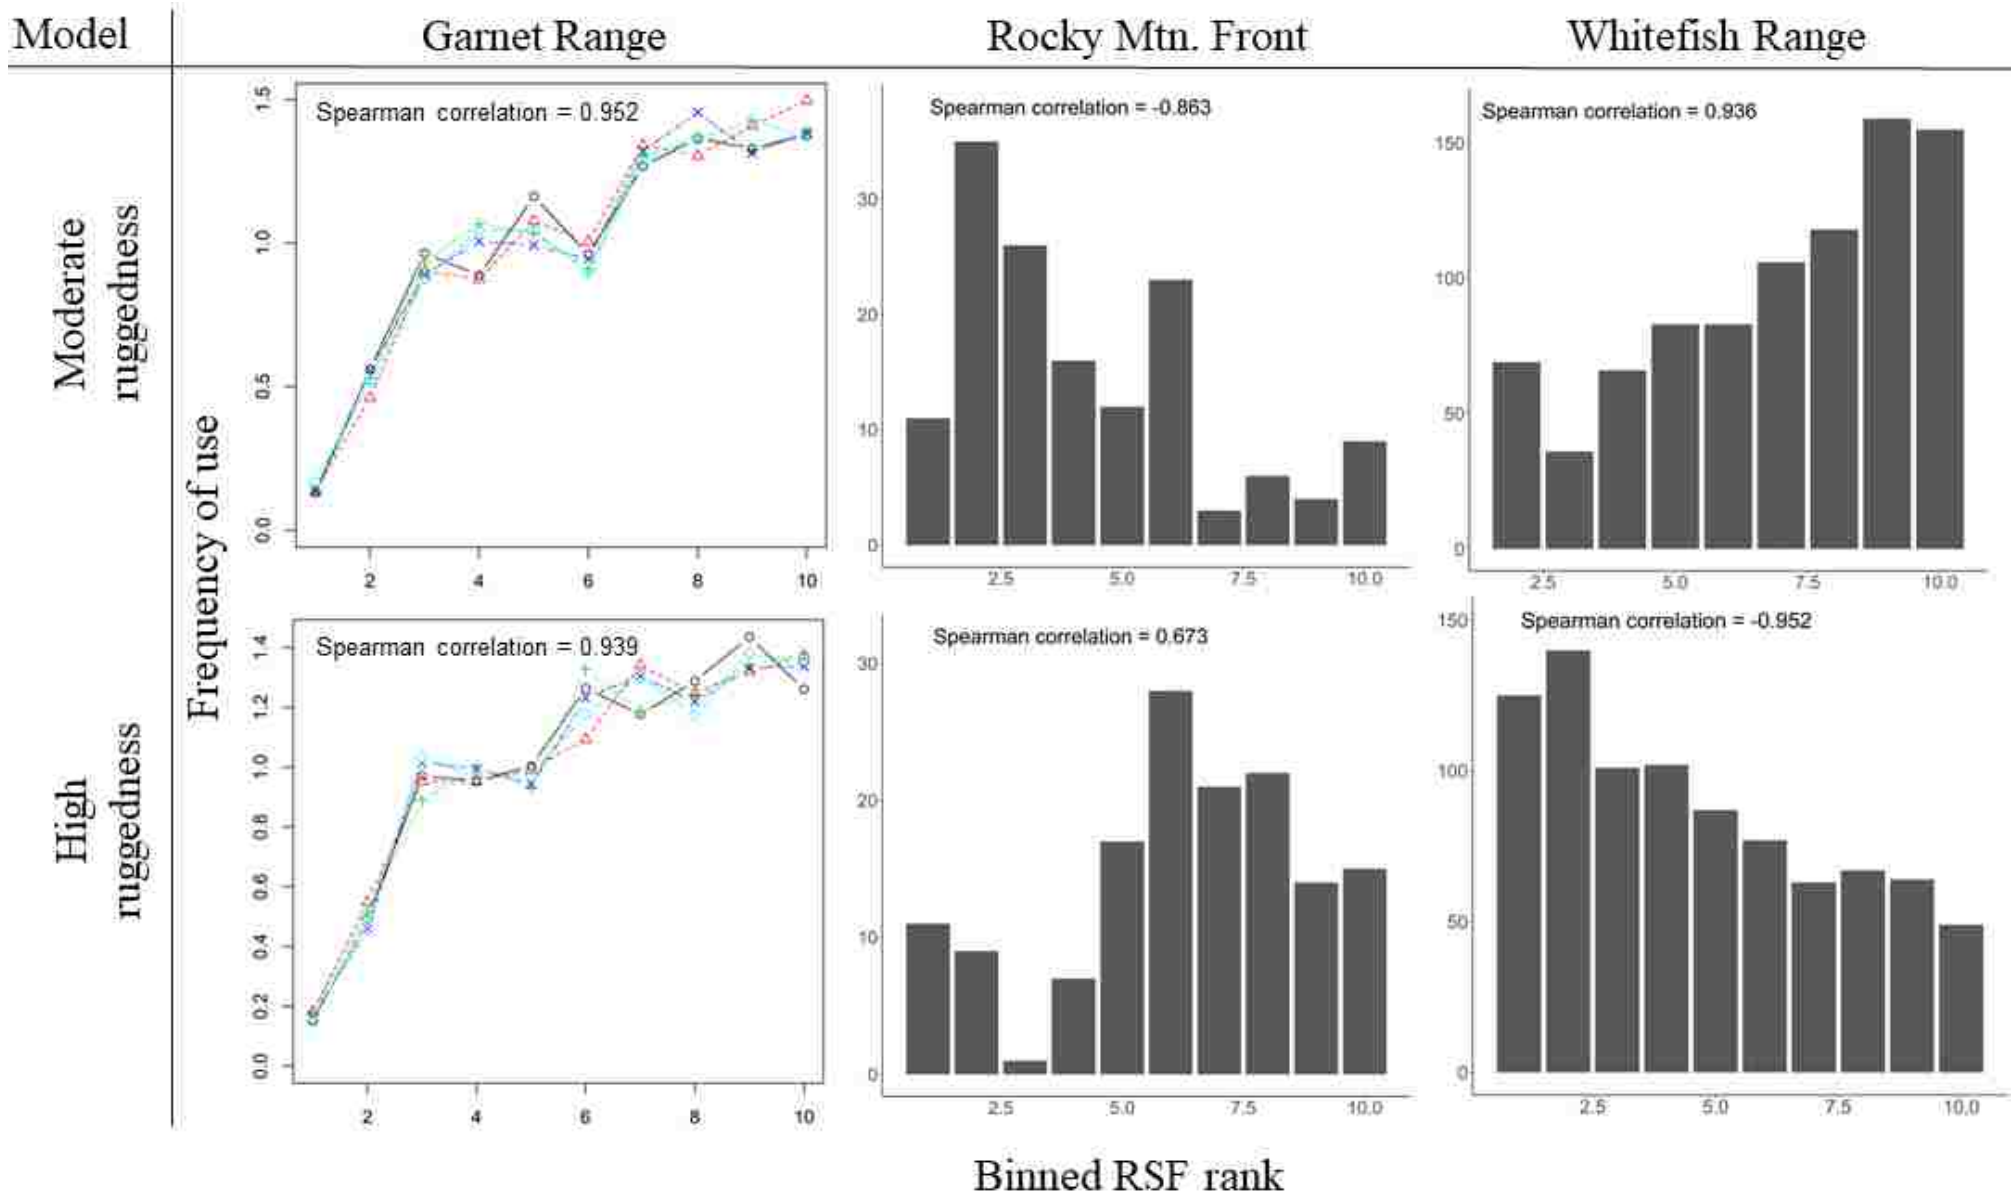 Model
Garnet Range
Rocky Mtn. Front
Whitefish Range
Moderate
ruggedness
High
ruggedness
Frequency of use
Spearman correlation = 0.952
1.5
1.0
0.5
0.0
2 4 6 8 10
Spearman correlation = -0.863
30
20
10
0
2.5 5.0 7.5 10.0
Spearman correlation = 0.936
150
100
50
0
2.5 5.0 7.5 10.0
Spearman correlation = 0.939
1.4
1.2
1.0
0.8
0.6
0.4
0.2
0.0
2 4 6 8 10
Spearman correlation = 0.673
30
20
10
0
2.5 5.0 7.5 10.0
Spearman correlation = -0.952
150
100
50
0
2.5 5.0 7.5 10.0
Binned RSF rank